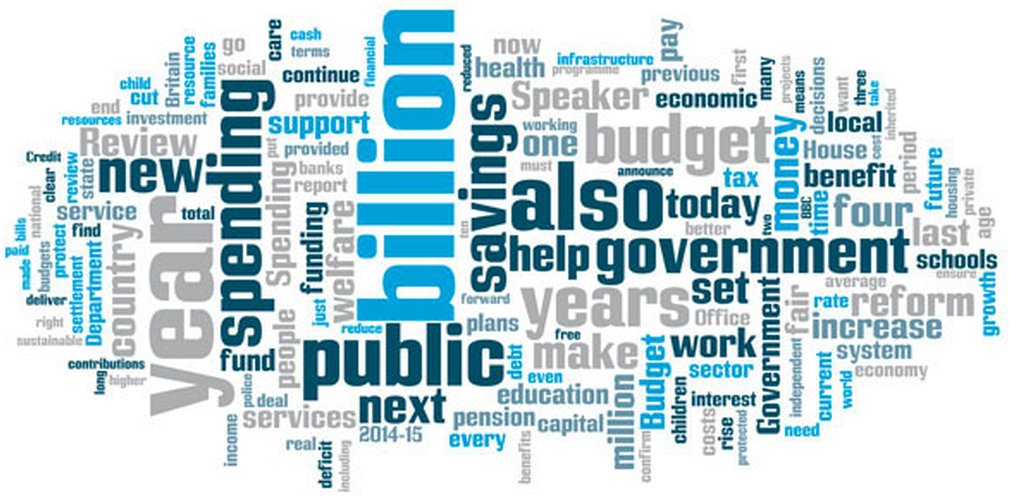 billion
year
spending
public
also
government
budget
new
savings
years
Review
Speaker
support
money
help
today
set
work
next
make
four
last
reform
increase
local
benefit
House
schools
fund
funding
welfare
Spending
people
country
services
service
Department
continue
provide
provided
banks
report
put
social
go
care
cash
terms
financial
reduced
now
health
infrastructure
programme
previous
pay
first
economic
many
projects
means
decisions
want
three
take
inherited
cost
period
future
housing
private
age
ensure
growth
average
rate
system
economy
fair
independent
current
world
Government
need
two
BBC
time
tax
better
announce
must
working
one
ten
forward
plans
free
Office
debt
even
education
sector
Budget
interest
children
costs
rise
protected
confirm
million
capital
pension
benefits
every
2014-15
including
deficit
real
deal
police
income
just
reduce
total
contributions
long
higher
sustainable
right
deliver
settlement
protect
budgets
made
paid
bills
national
find
clear
Credit
review
state
resources
investment
end
child
cut
Britain
resource
families